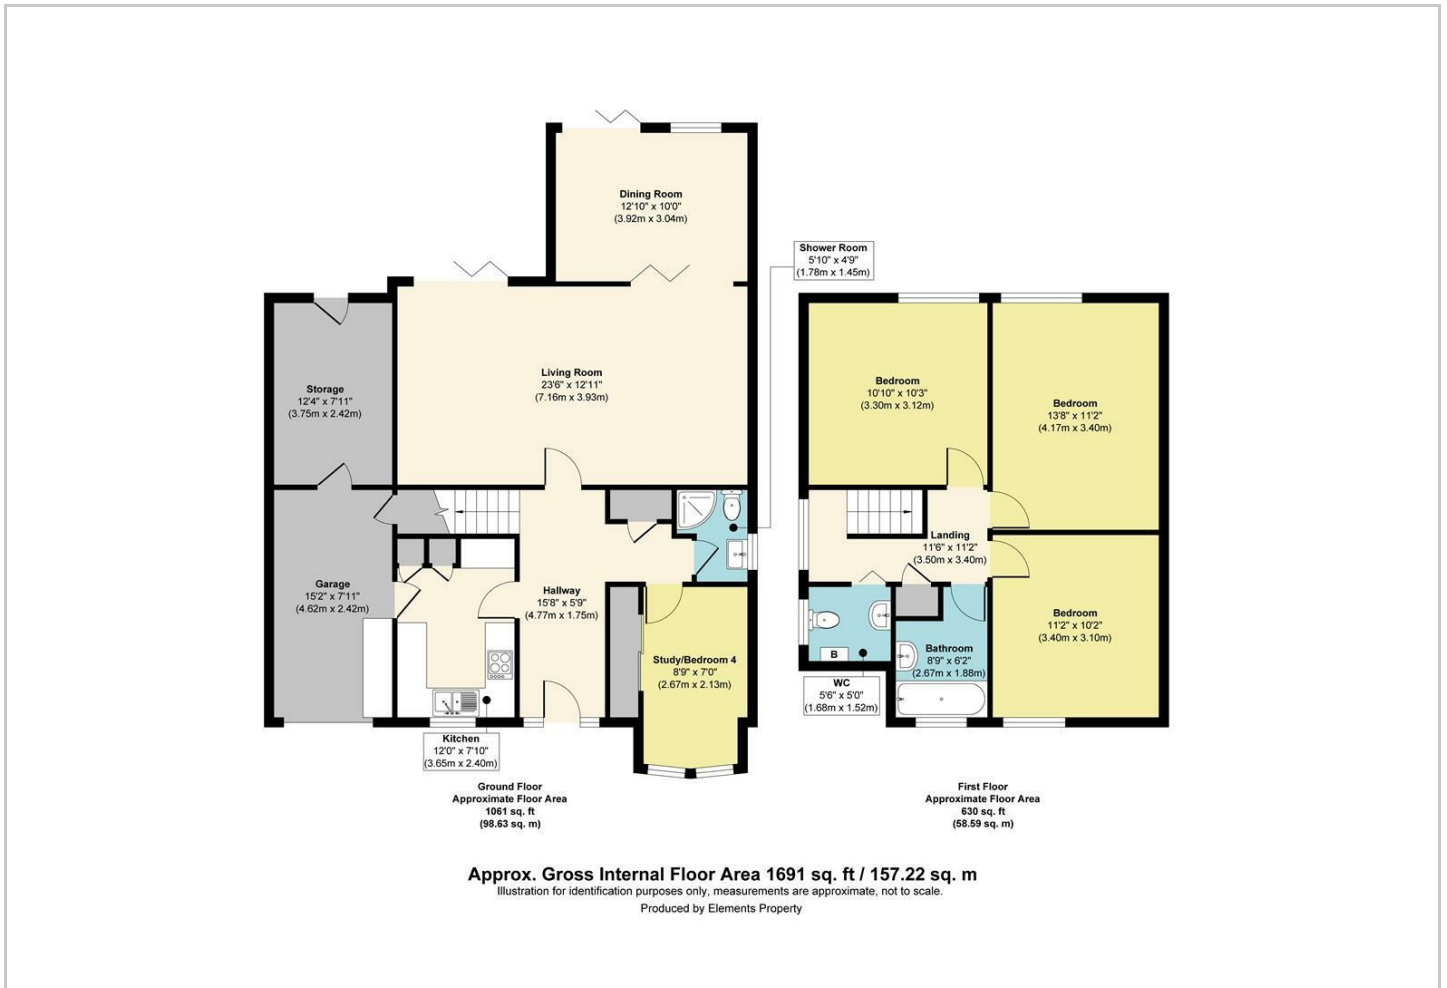 Dining Room
12'10" x 10'0"
(3.92m x 3.04m)
Shower Room
5'10" x 4'9"
(1.78m x 1.45m)
Living Room
23'6" x 12'11"
(7.16m x 3.93m)
Storage
12'4" x 7'11"
(3.75m x 2.42m)
Garage
15'2" x 7'11"
(4.62m x 2.42m)
Hallway
15'8" x 5'9"
(4.77m x 1.75m)
Study/Bedroom 4
8'9" x 7'0"
(2.67m x 2.13m)
Kitchen
12'0" x 7'10"
(3.65m x 2.40m)
Ground Floor
Approximate Floor Area
1061 sq. ft
(98.63 sq. m)
Bedroom
10'10" x 10'3"
(3.30m x 3.12m)
Bedroom
13'8" x 11'2"
(4.17m x 3.40m)
Landing
11'6" x 11'2"
(3.50m x 3.40m)
Bedroom
11'2" x 10'2"
(3.40m x 3.10m)
Bathroom
8'9" x 6'2"
(2.67m x 1.88m)
B
WC
5'6" x 5'0"
(1.68m x 1.52m)
First Floor
Approximate Floor Area
630 sq. ft
(58.59 sq. m)
Approx. Gross Internal Floor Area 1691 sq. ft / 157.22 sq. m
Illustration for identification purposes only, measurements are approximate, not to scale.
Produced by Elements Property